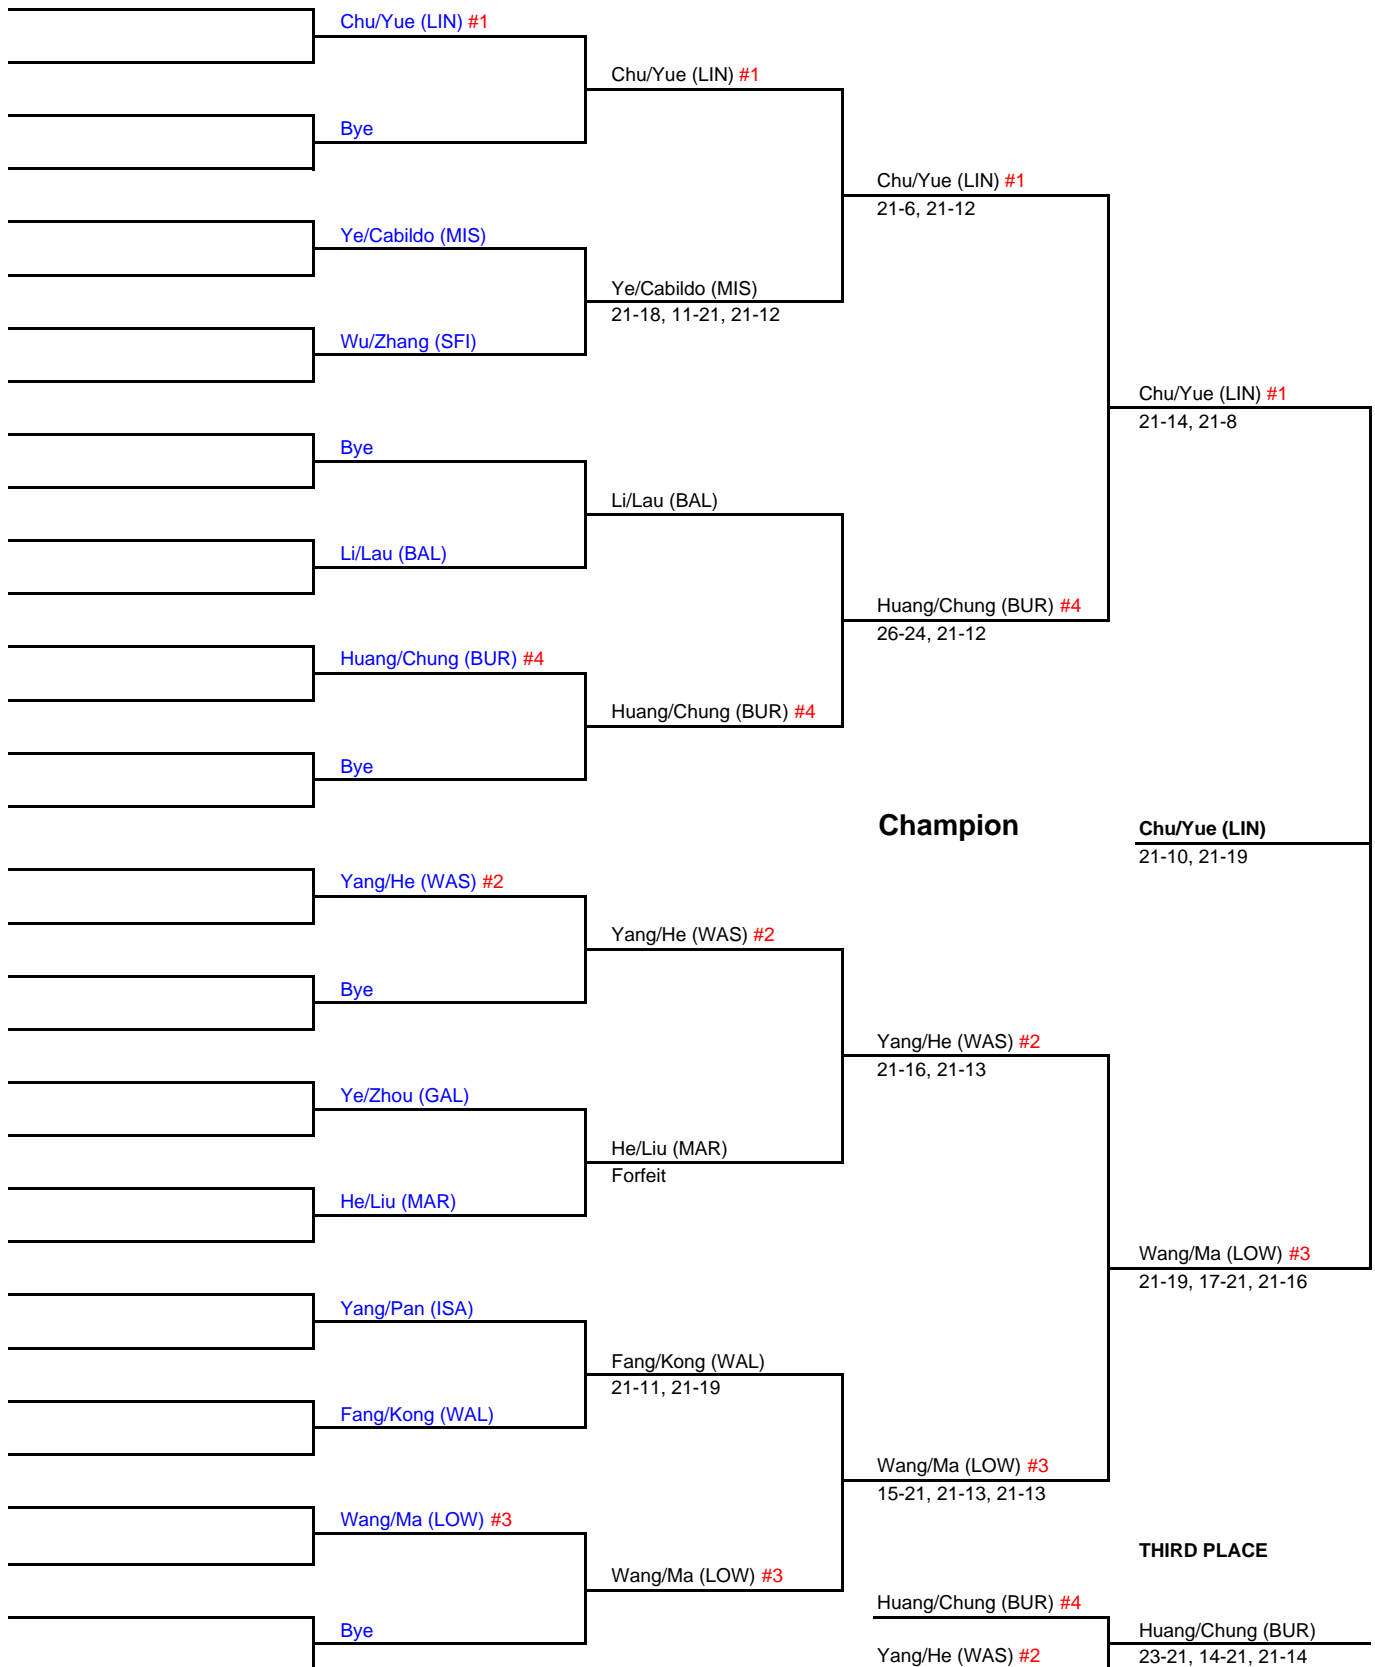 Chu/Yue (LIN) #1
Chu/Yue (LIN) #1
Bye
Chu/Yue (LIN) #1
21-6, 21-12
Ye/Cabildo (MIS)
Ye/Cabildo (MIS)
21-18, 11-21, 21-12
Wu/Zhang (SFI)
Chu/Yue (LIN) #1
21-14, 21-8
Bye
Li/Lau (BAL)
Li/Lau (BAL)
Huang/Chung (BUR) #4
26-24, 21-12
Huang/Chung (BUR) #4
Huang/Chung (BUR) #4
Bye
Champion
Chu/Yue (LIN)
21-10, 21-19
Yang/He (WAS) #2
Yang/He (WAS) #2
Bye
Yang/He (WAS) #2
21-16, 21-13
Ye/Zhou (GAL)
He/Liu (MAR)
Forfeit
He/Liu (MAR)
Wang/Ma (LOW) #3
21-19, 17-21, 21-16
Yang/Pan (ISA)
Fang/Kong (WAL)
21-11, 21-19
Fang/Kong (WAL)
Wang/Ma (LOW) #3
15-21, 21-13, 21-13
Wang/Ma (LOW) #3
THIRD PLACE
Wang/Ma (LOW) #3
Huang/Chung (BUR) #4
Bye
Huang/Chung (BUR)
Yang/He (WAS) #2
23-21, 14-21, 21-14